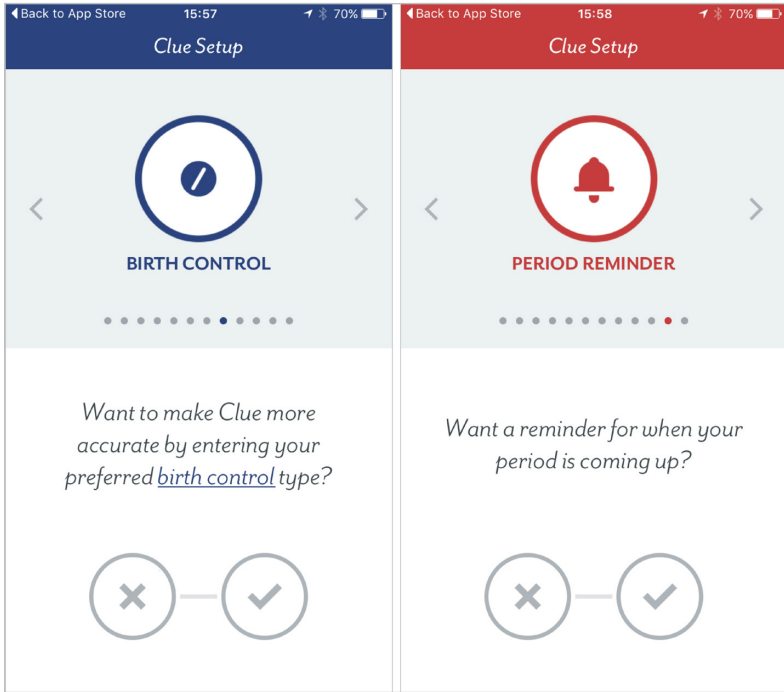 Back to App Store 15:57 70%
Clue Setup
BIRTH CONTROL
Want to make Clue more
accurate by entering your
preferred birth control type?
Back to App Store 15:58 70%
Clue Setup
PERIOD REMINDER
Want a reminder for when your
period is coming up?